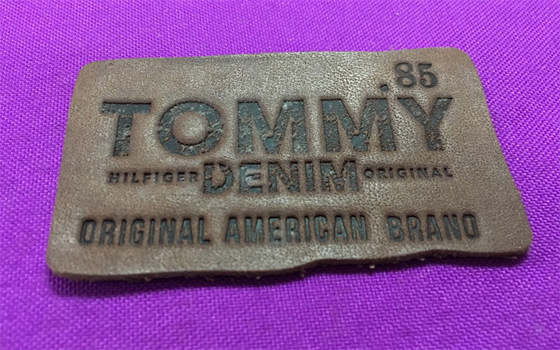 .85
TOMMY
HILFIGER DENIM ORIGINAL
ORIGINAL AMERICAN BRAND